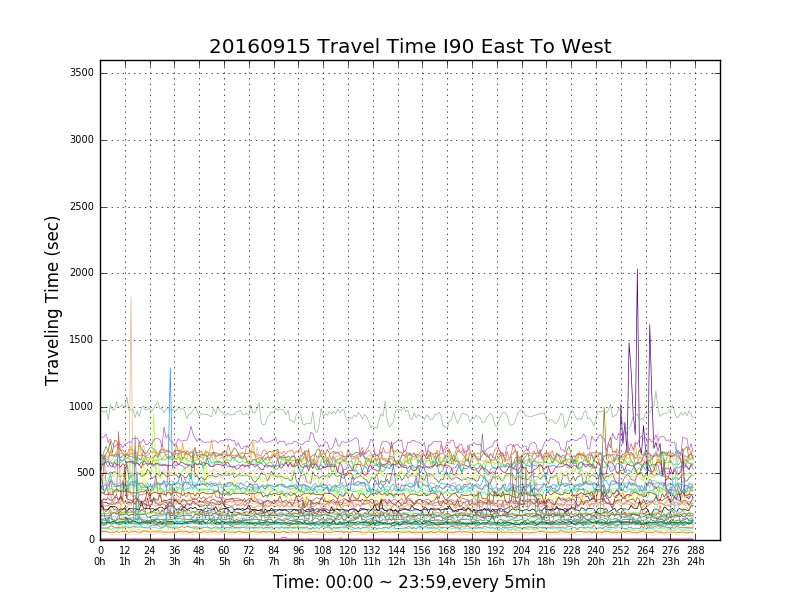 20160915 Travel Time I90 East To West
Traveling Time (sec)
3500
3000
2500
2000
1500
1000
500
0
0 12 24 36 48 60 72 84 96 108 120 132 144 156 168 180 192 204 216 228 240 252 264 276 288
0h 1h 2h 3h 4h 5h 6h 7h 8h 9h 10h 11h 12h 13h 14h 15h 16h 17h 18h 19h 20h 21h 22h 23h 24h
Time: 00:00 ~ 23:59,every 5min